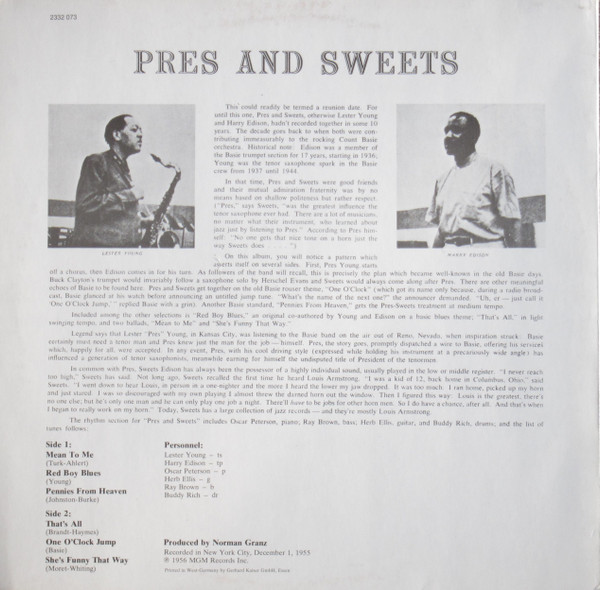 2332 073
PRES AND SWEETS
This could readily be termed a reunion date. For
until this one, Pres and Sweets, otherwise Lester Young
and Harry Edison, hadn't recorded together in some 10
years. The decade goes back to when both were con-
tributing immeasurably to the rocking Count Basie
orchestra. Historical note: Edison was a member
of the Basie trumpet section for 17 years, starting in 1936;
Young was the tenor saxophone spark in the Basie
crew from 1937 until 1944.
In that time, Pres and Sweets were good friends
and their mutual admiration fraternity was by no
means based on shallow politeness but rather respect.
("Pres," says Sweets, "was the greatest influence the
tenor saxophone ever had. There are a lot of musicians,
no matter what their instrument, who learned about
jazz just by listening to Pres." According to Pres him-
self: "No one gets that nice tone on a horn just the
way Sweets does . . . .")
On this album, you will notice a pattern which
asserts itself on several sides. First, Pres Young starts
off a chorus, then Edison comes in for his turn. As followers of the band will recall, this is precisely the plan which became well-known in the old Basie days.
Buck Clayton's trumpet would invariably follow a saxophone solo by Herschel Evans and Sweets would always come along after Pres. There are other meaningful
echoes of Basie to be found here. Pres and Sweets get together on the old Basie rouser theme, "One O'Clock" (which got its name only because, during a radio broad-
cast, Basie glanced at his watch before announcing an untitled jump tune. "What's the name of the next one?" the announcer demanded. "Uh, er — just call it
'One O'Clock Jump,' " replied Basie with a grin). Another Basie standard, "Pennies From Heaven," gets the Pres-Sweets treatment at medium tempo.
Included among the other selections is "Red Boy Blues," an original co-authored by Young and Edison on a basic blues theme; "That's All," in light
swinging tempo, and two ballads, "Mean to Me" and "She's Funny That Way."
Legend says that Lester "Pres" Young, in Kansas City, was listening to the Basie band on the air out of Reno, Nevada, when inspiration struck. Basie
certainly must need a tenor man and Pres knew just the man for the job — himself. Pres, the story goes, promptly dispatched a wire to Basie, offering his services
which, happily for all, were accepted. In any event, Pres, with his cool driving style (expressed while holding his instrument at a precariously wide angle) has
influenced a generation of tenor saxophonists, meanwhile earning for himself the undisputed title of President of the tenormen.
In common with Pres, Sweets Edison has always been the possessor of a highly individual sound, usually played in the low or middle register. "I never reach
too high," Sweets has said. Not long ago, Sweets recalled the first time he heard Louis Armstrong. "I was a kid of 12, back home in Columbus, Ohio," said
Sweets. "I went down to hear Louis, in person in a one-nighter and the more I heard the lower my jaw dropped. It was too much. I ran home, picked up my horn
and just stared. I was so discouraged with my own playing I almost threw the darned horn out the window. Then I figured this way: Louis is the greatest, there's
no one else; but he's only one man and he can only play one job a night. There'll have to be jobs for other horn men. So I do have a chance, after all. And that's when
I began to really work on my horn." Today, Sweets has a large collection of jazz records — and they're mostly Louis Armstrong.
The rhythm section for "Pres and Sweets" includes Oscar Peterson, piano; Ray Brown, bass; Herb Ellis, guitar, and Buddy Rich, drums; and the list of
tunes follows:
LESTER YOUNG
HARRY EDISON
Side 1:
Mean To Me
(Turk-Ahlert)
Red Boy Blues
(Young)
Pennies From Heaven
(Johnston-Burke)
Side 2:
That's All
(Brandt-Haymes)
One O'Clock Jump
(Basie)
She's Funny That Way
(Moret-Whiting)
Personnel:
Lester Young – ts
Harry Edison – tp
Oscar Peterson – p
Herb Ellis – g
Ray Brown – b
Buddy Rich – dr
Produced by Norman Granz
Recorded in New York City, December 1, 1955
℗ 1956 MGM Records Inc.
Printed in West-Germany by Gerhard Kaiser GmbH, Essen